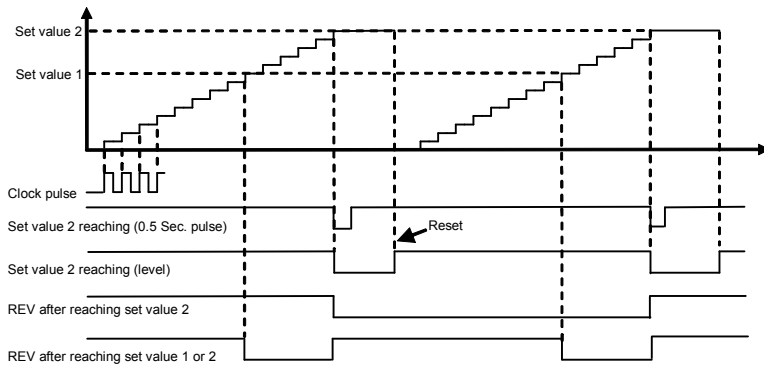 Set value 2
Set value 1
Clock pulse
Set value 2 reaching (0.5 Sec. pulse)
Reset
Set value 2 reaching (level)
REV after reaching set value 2
REV after reaching set value 1 or 2